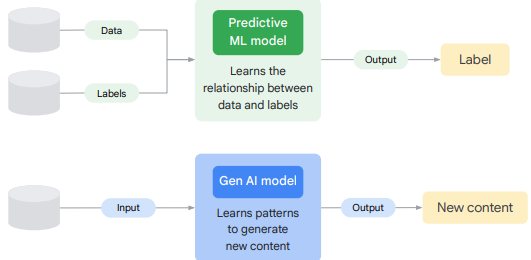 Data
Labels
Predictive
ML model
Learns the
relationship between
data and labels
Output
Label
Input
Gen AI model
Learns patterns
to generate
new content
Output
New content